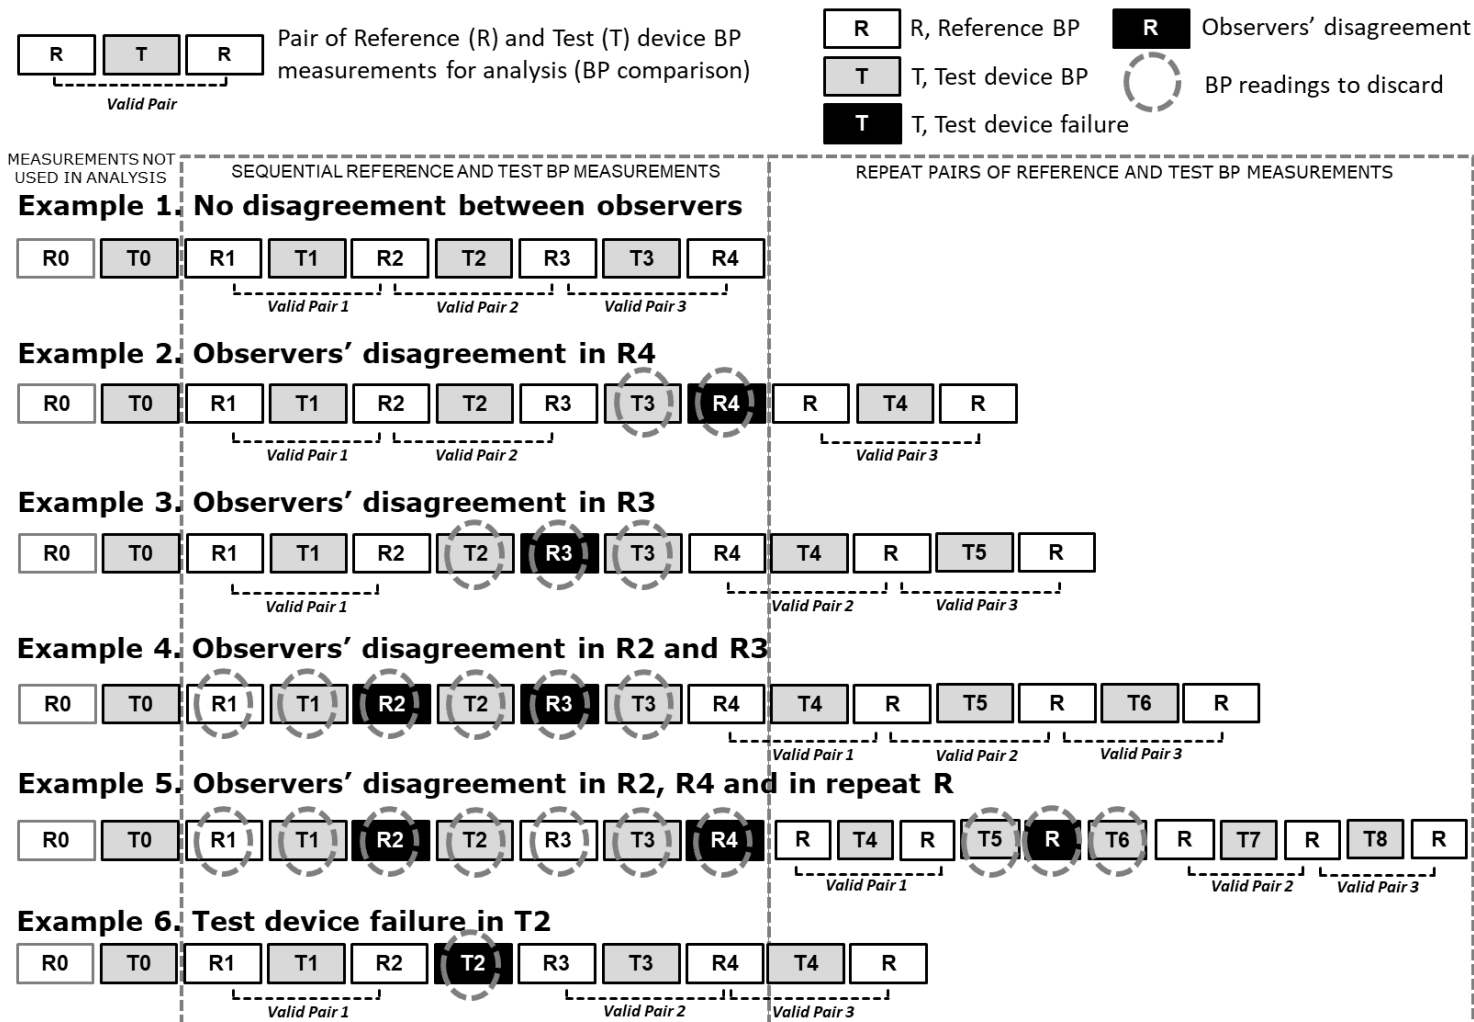 R T R
Valid Pair
Pair of Reference (R) and Test (T) device BP
measurements for analysis (BP comparison)
R R, Reference BP
T T, Test device BP
T T, Test device failure
R Observers’ disagreement
BP readings to discard
MEASUREMENTS NOT
USED IN ANALYSIS
SEQUENTIAL REFERENCE AND TEST BP MEASUREMENTS
REPEAT PAIRS OF REFERENCE AND TEST BP MEASUREMENTS
Example 1. No disagreement between observers
R0 T0 R1 T1 R2 T2 R3 T3 R4
Valid Pair 1 Valid Pair 2 Valid Pair 3
Example 2. Observers’ disagreement in R4
R0 T0 R1 T1 R2 T2 R3 T3 R4 R T4 R
Valid Pair 1 Valid Pair 2 Valid Pair 3
Example 3. Observers’ disagreement in R3
R0 T0 R1 T1 R2 T2 R3 T3 R4 T4 R T5 R
Valid Pair 1 Valid Pair 2 Valid Pair 3
Example 4. Observers’ disagreement in R2 and R3
R0 T0 R1 T1 R2 T2 R3 T3 R4 T4 R T5 R T6 R
Valid Pair 1 Valid Pair 2 Valid Pair 3
Example 5. Observers’ disagreement in R2, R4 and in repeat R
R0 T0 R1 T1 R2 T2 R3 T3 R4 R T4 R T5 R T6 R T7 R T8 R
Valid Pair 1 Valid Pair 2 Valid Pair 3
Example 6. Test device failure in T2
R0 T0 R1 T1 R2 T2 R3 T3 R4 T4 R
Valid Pair 1 Valid Pair 2 Valid Pair 3